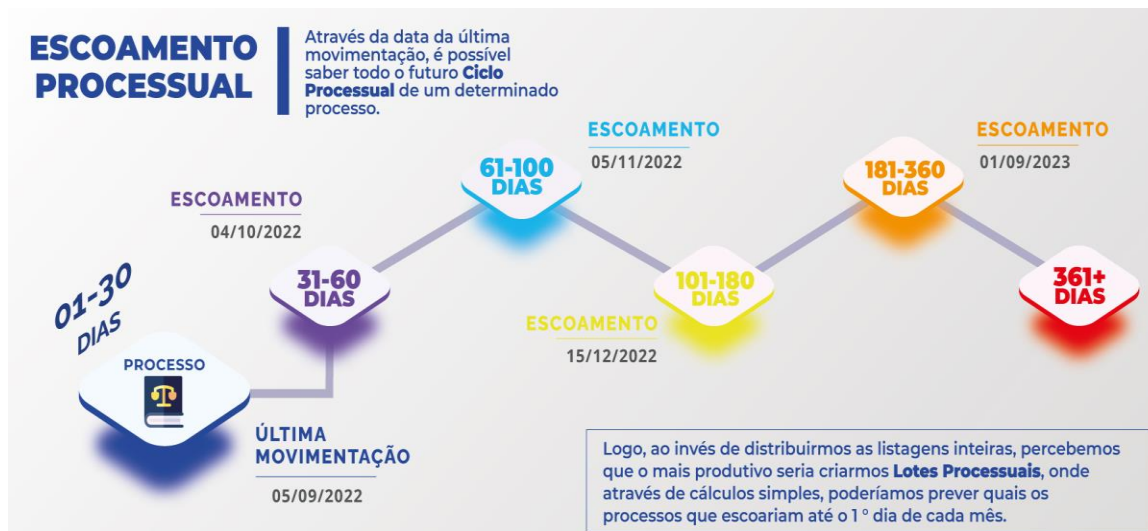 ESCOAMENTO
PROCESSUAL
Através da data da última
movimentação, é possível
saber todo o futuro Ciclo
Processual de um determinado
processo.
01-30
DIAS
PROCESSO
ÚLTIMA
MOVIMENTAÇÃO
05/09/2022
ESCOAMENTO
04/10/2022
31-60
DIAS
61-100
DIAS
ESCOAMENTO
05/11/2022
ESCOAMENTO
15/12/2022
101-180
DIAS
181-360
DIAS
ESCOAMENTO
01/09/2023
361+
DIAS
Logo, ao invés de distribuirmos as listagens inteiras, percebemos
que o mais produtivo seria criarmos Lotes Processuais, onde
através de cálculos simples, poderíamos prever quais os
processos que escoariam até o 1 ° dia de cada mês.